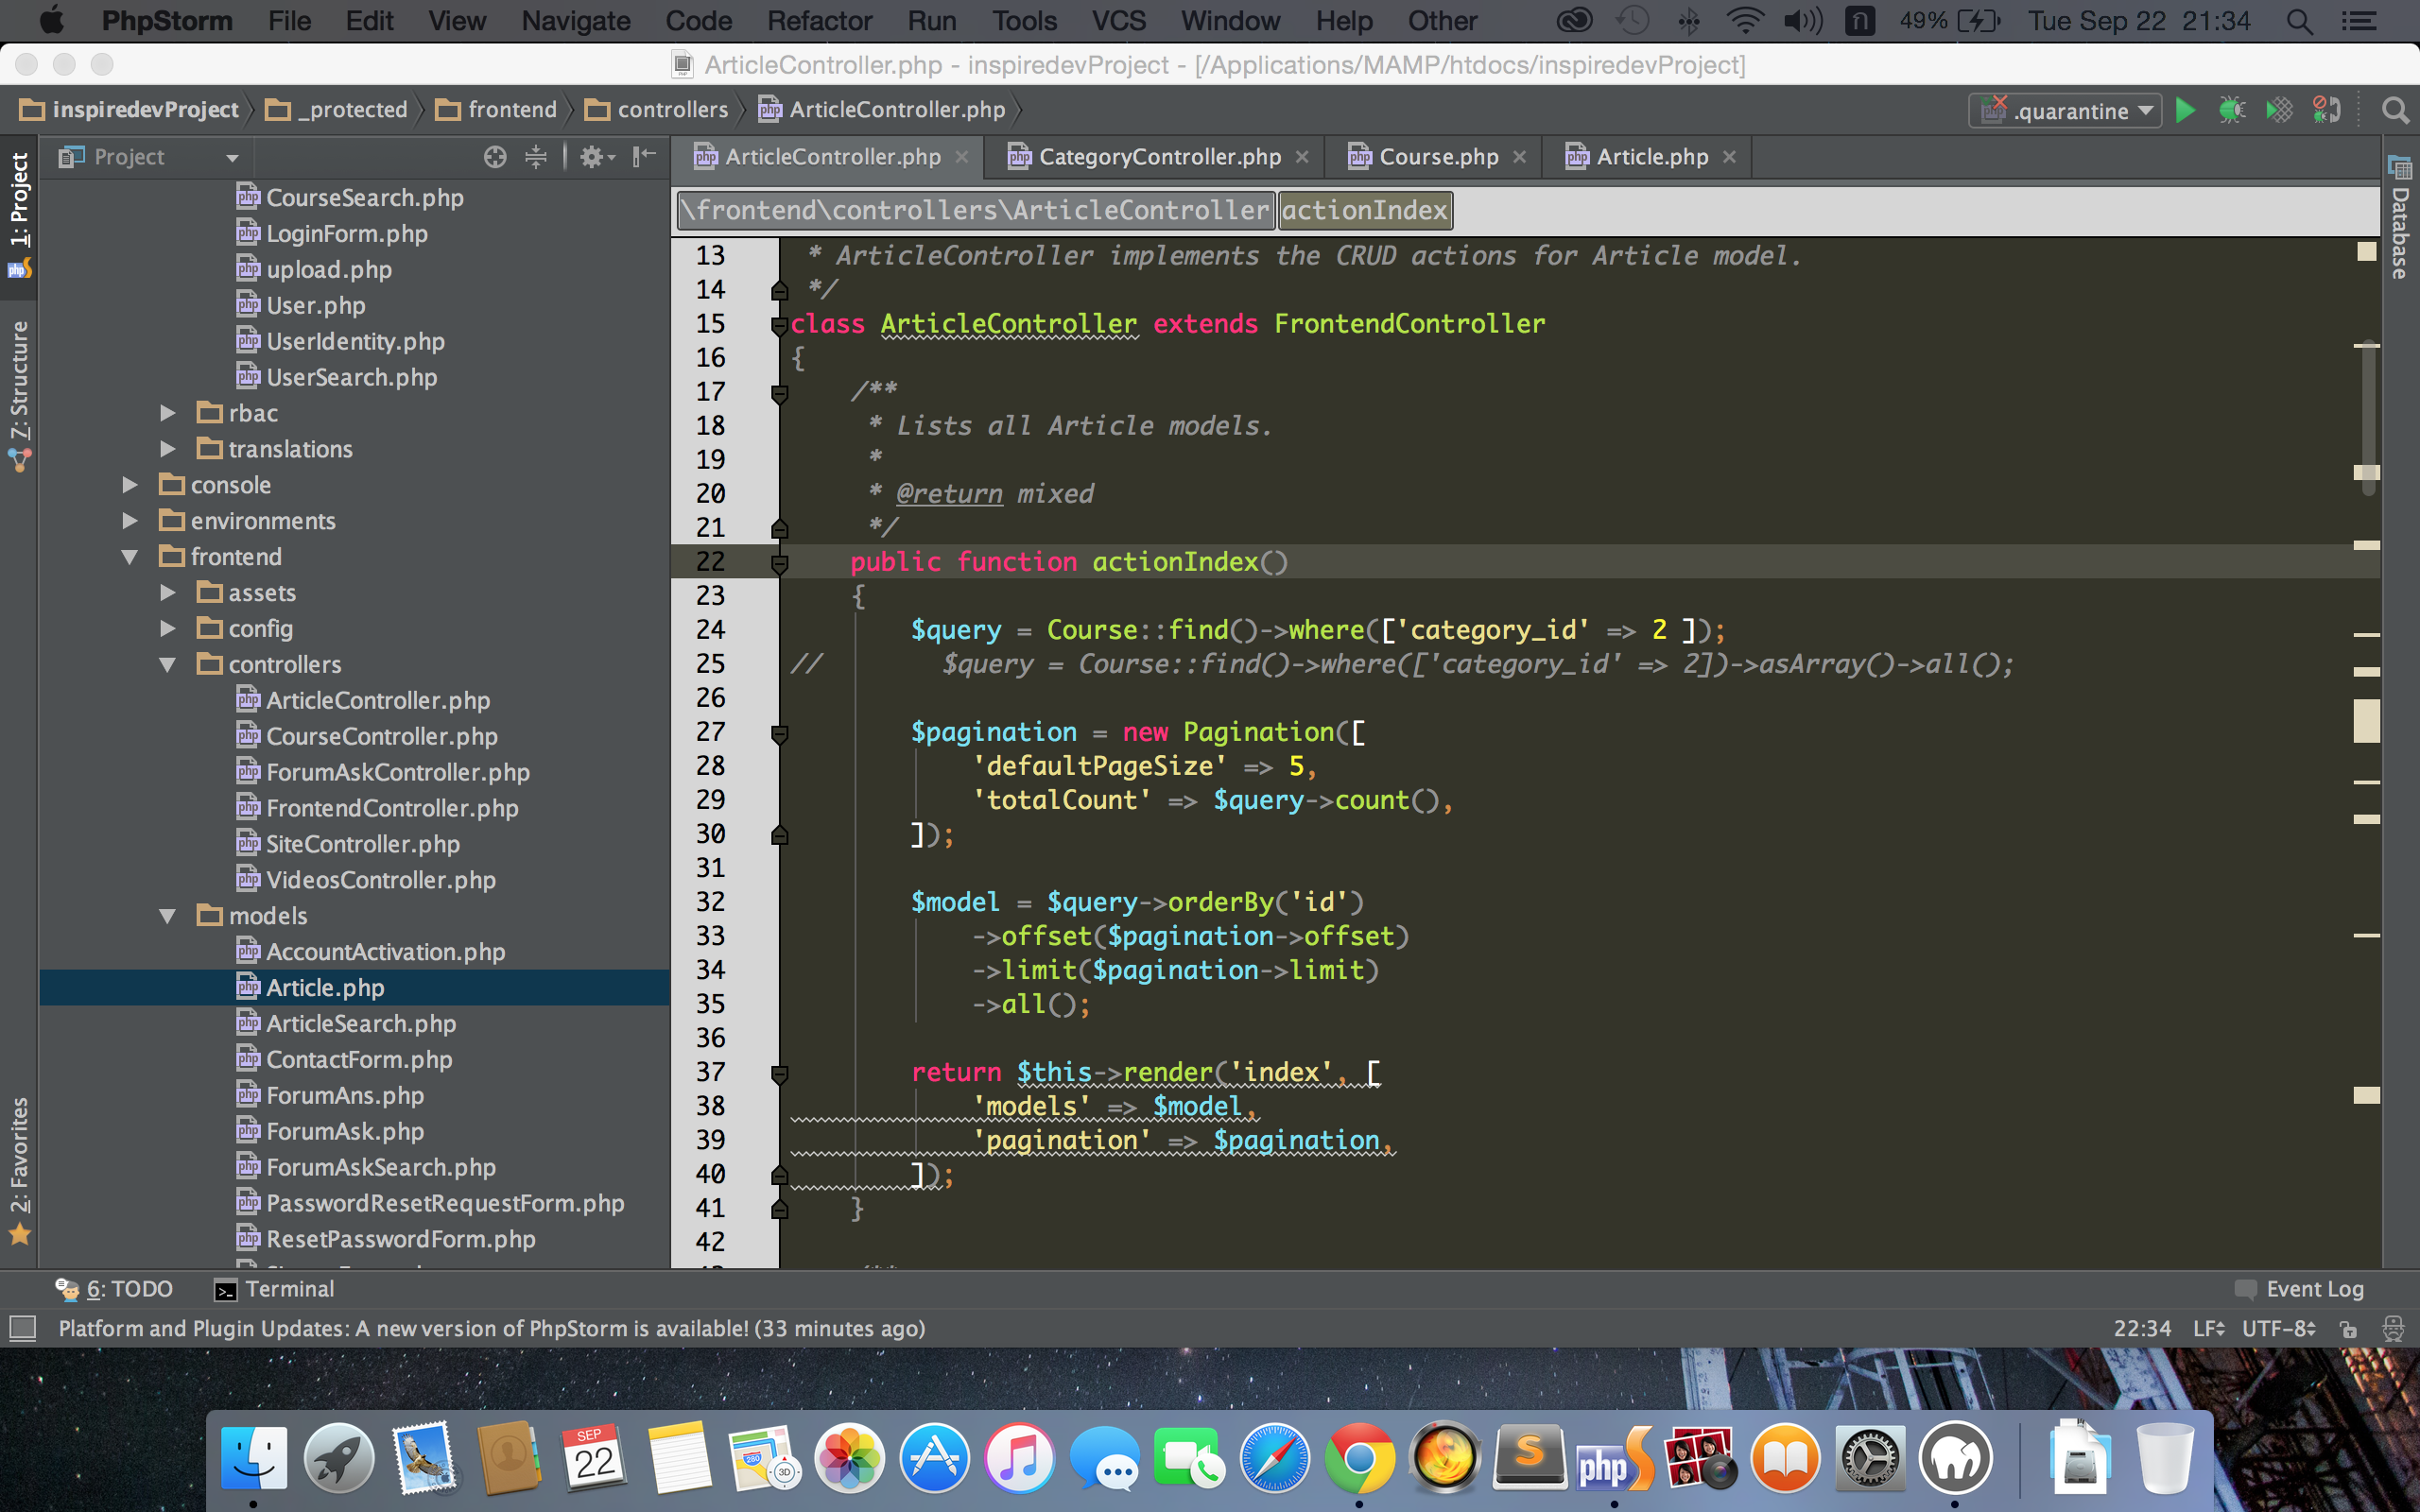 PhpStorm File Edit View Navigate Code Refactor Run Tools VCS Window Help Other ก 49% Tue Sep 22 21:34
ArticleController.php - inspiredevProject - [/Applications/MAMP/htdocs/inspiredevProject]
inspiredevProject _protected frontend controllers ArticleController.php .quarantine
Project
ArticleController.php CategoryController.php Course.php Article.php
1: Project
7: Structure
2: Favorites
Database
CourseSearch.php
LoginForm.php
upload.php
User.php
UserIdentity.php
UserSearch.php
rbac
translations
console
environments
frontend
assets
config
controllers
ArticleController.php
CourseController.php
ForumAskController.php
FrontendController.php
SiteController.php
VideosController.php
models
AccountActivation.php
Article.php
ArticleSearch.php
ContactForm.php
ForumAns.php
ForumAsk.php
ForumAskSearch.php
PasswordResetRequestForm.php
ResetPasswordForm.php
\frontend\controllers\ArticleController actionIndex
13 * ArticleController implements the CRUD actions for Article model.
14 */
15 class ArticleController extends FrontendController
16 {
17 /**
18 * Lists all Article models.
19 *
20 * @return mixed
21 */
22 public function actionIndex()
23 {
24 $query = Course::find()->where(['category_id' => 2 ]);
25 // $query = Course::find()->where(['category_id' => 2])->asArray()->all();
26
27 $pagination = new Pagination([
28 'defaultPageSize' => 5,
29 'totalCount' => $query->count(),
30 ]);
31
32 $model = $query->orderBy('id')
33 ->offset($pagination->offset)
34 ->limit($pagination->limit)
35 ->all();
36
37 return $this->render('index', [
38 'models' => $model,
39 'pagination' => $pagination,
40 ]);
41 }
42
6: TODO Terminal Event Log
Platform and Plugin Updates: A new version of PhpStorm is available! (33 minutes ago) 22:34 LF UTF-8
SEP
22
280
3D
S
php S